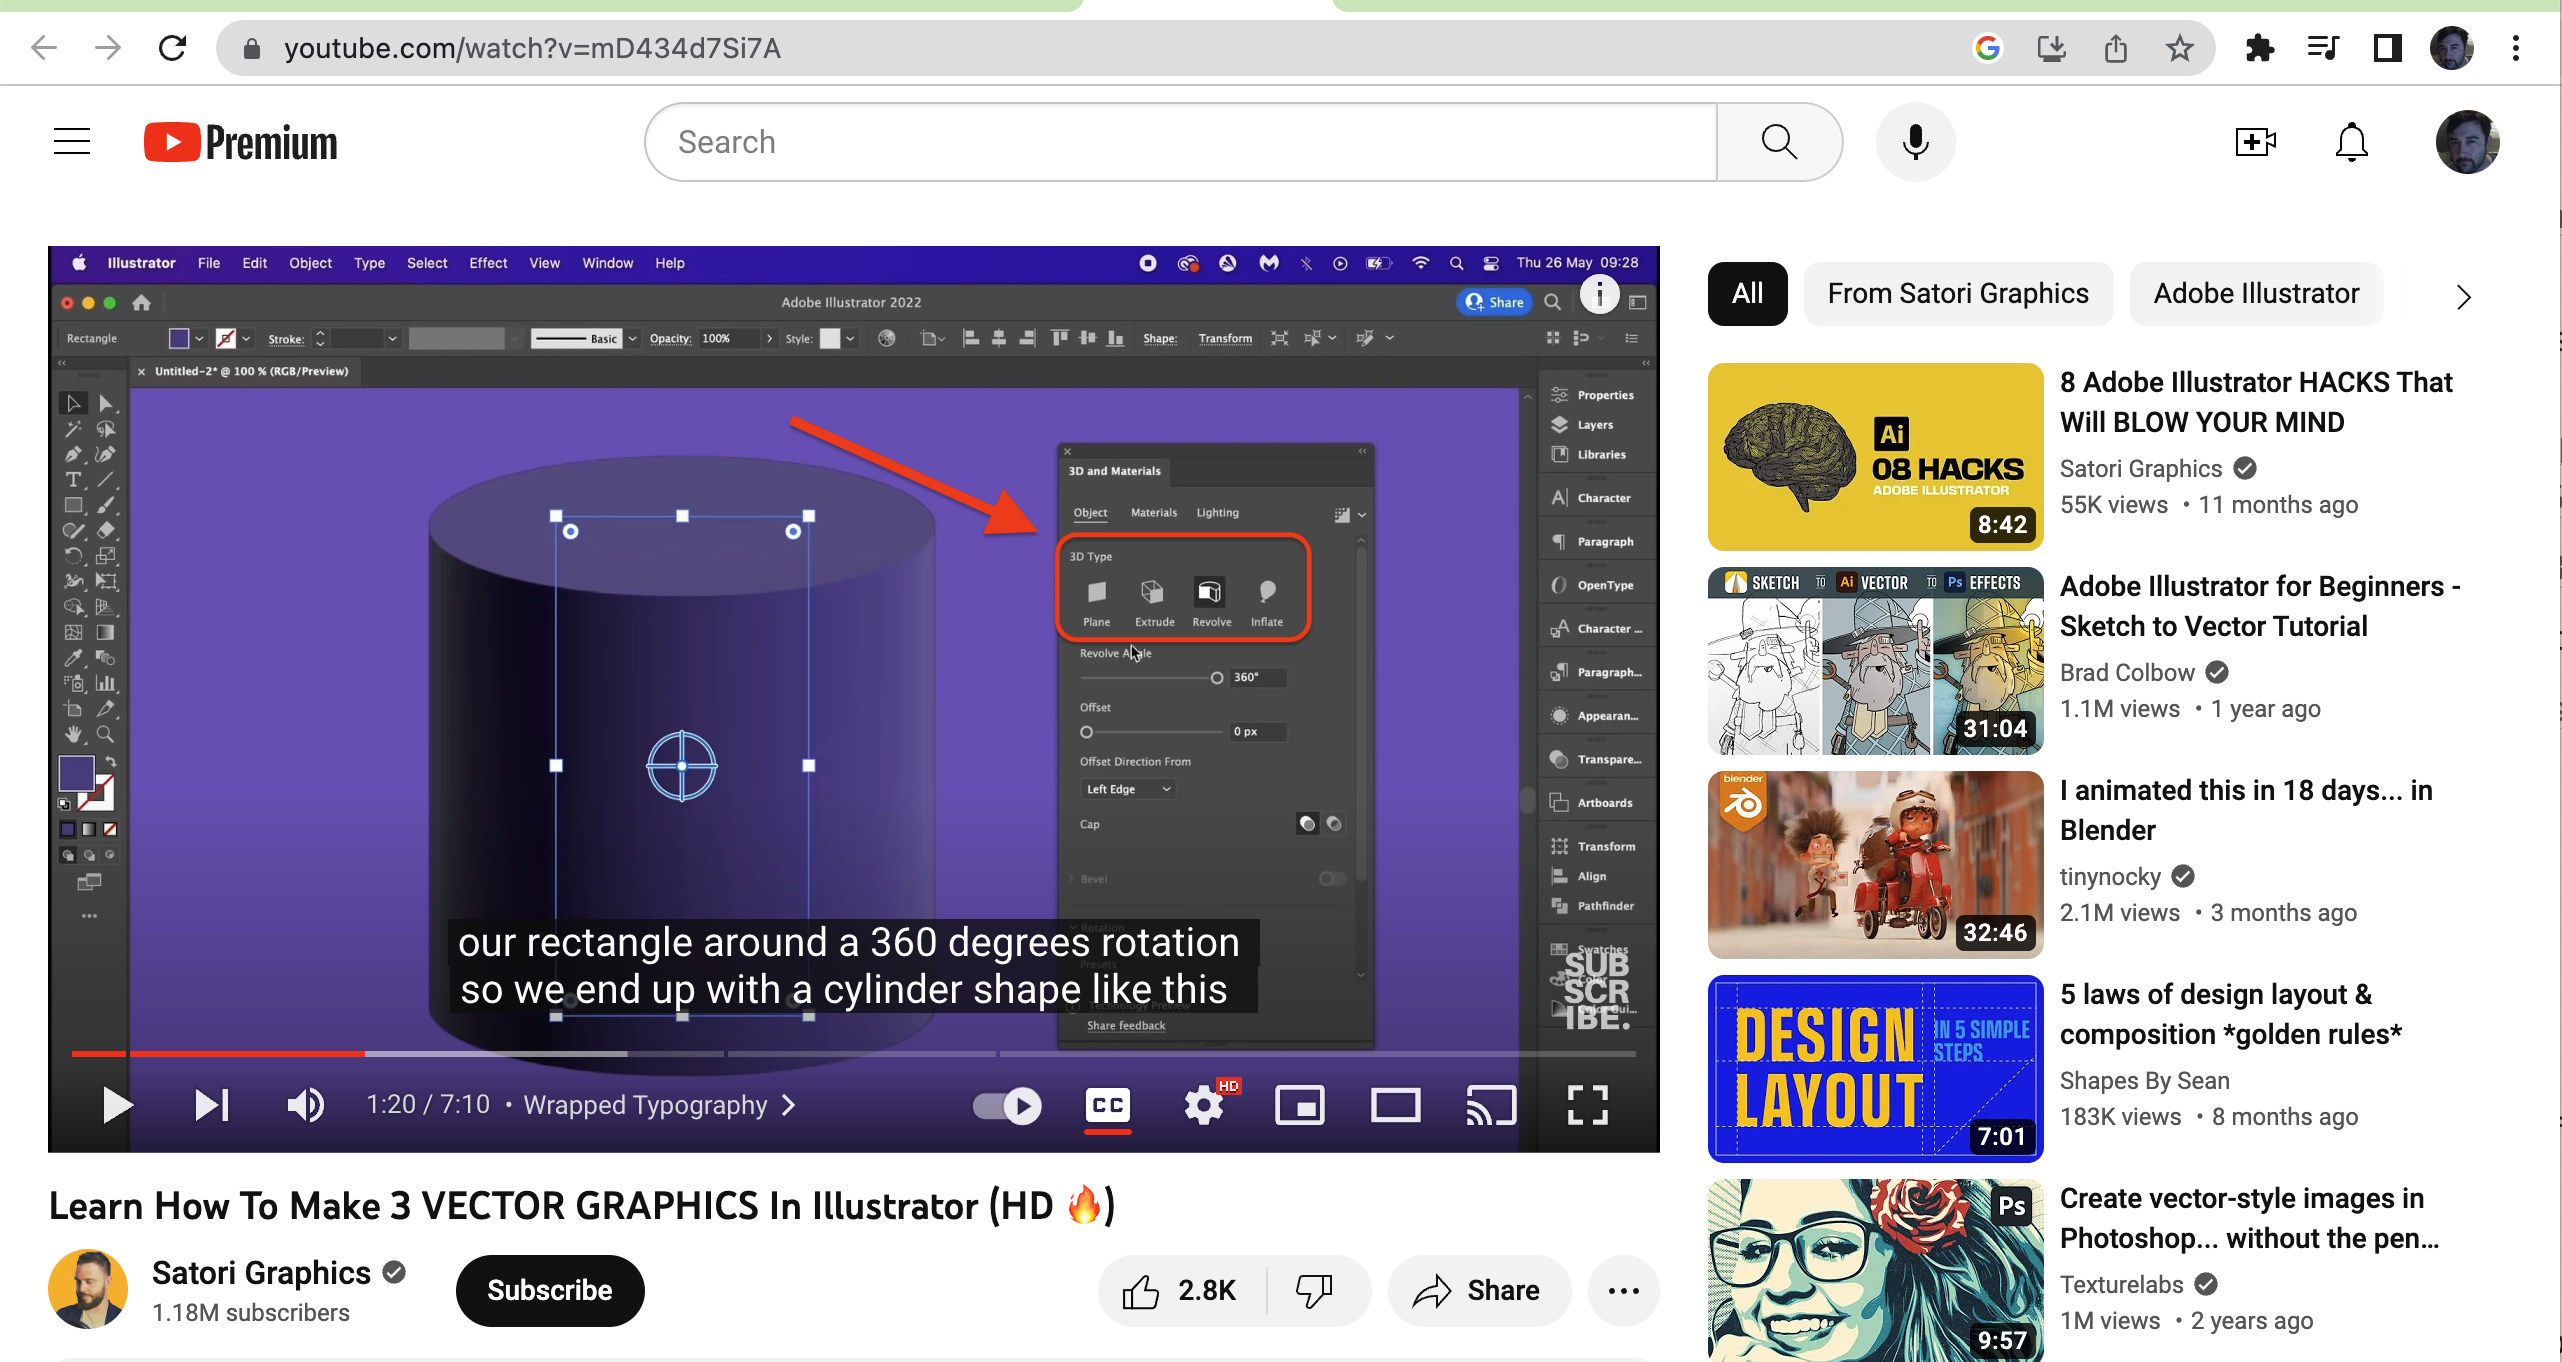 youtube.com/watch?v=mD434d7Si7A
Premium
Search
Illustrator File Edit Object Type Select Effect View Window Help
Thu 26 May 09:28
Adobe Illustrator 2022
Share
Rectangle
Stroke:
Basic
Opacity: 100%
Style:
Shape:
Transform
Untitled-2* @ 100 % (RGB/Preview)
3D and Materials
Object Materials Lighting
3D Type
Plane Extrude Revolve Inflate
Revolve Angle
360°
Offset
0 px
Offset Direction From
Left Edge
Cap
Bevel
Rotation
Presets
Share feedback
Properties
Layers
Libraries
Character
Paragraph
OpenType
Character ...
Paragraph...
Appearan...
Transpare...
Artboards
Transform
Align
Pathfinder
Swatches
Color
SUB
SCR
IBE.
our rectangle around a 360 degrees rotation
so we end up with a cylinder shape like this
1:20 / 7:10 • Wrapped Typography
CC
HD
Learn How To Make 3 VECTOR GRAPHICS In Illustrator (HD 🔥)
Satori Graphics
1.18M subscribers
Subscribe
2.8K
Share
All
From Satori Graphics
Adobe Illustrator
Ai
08 HACKS
ADOBE ILLUSTRATOR
8:42
8 Adobe Illustrator HACKS That
Will BLOW YOUR MIND
Satori Graphics
55K views • 11 months ago
SKETCH TO Ai VECTOR TO Ps EFFECTS
31:04
Adobe Illustrator for Beginners -
Sketch to Vector Tutorial
Brad Colbow
1.1M views • 1 year ago
blender
32:46
I animated this in 18 days... in
Blender
tinynocky
2.1M views • 3 months ago
DESIGN
LAYOUT
IN 5 SIMPLE
STEPS
7:01
5 laws of design layout &
composition *golden rules*
Shapes By Sean
183K views • 8 months ago
Ps
9:57
Create vector-style images in
Photoshop... without the pen...
Texturelabs
1M views • 2 years ago